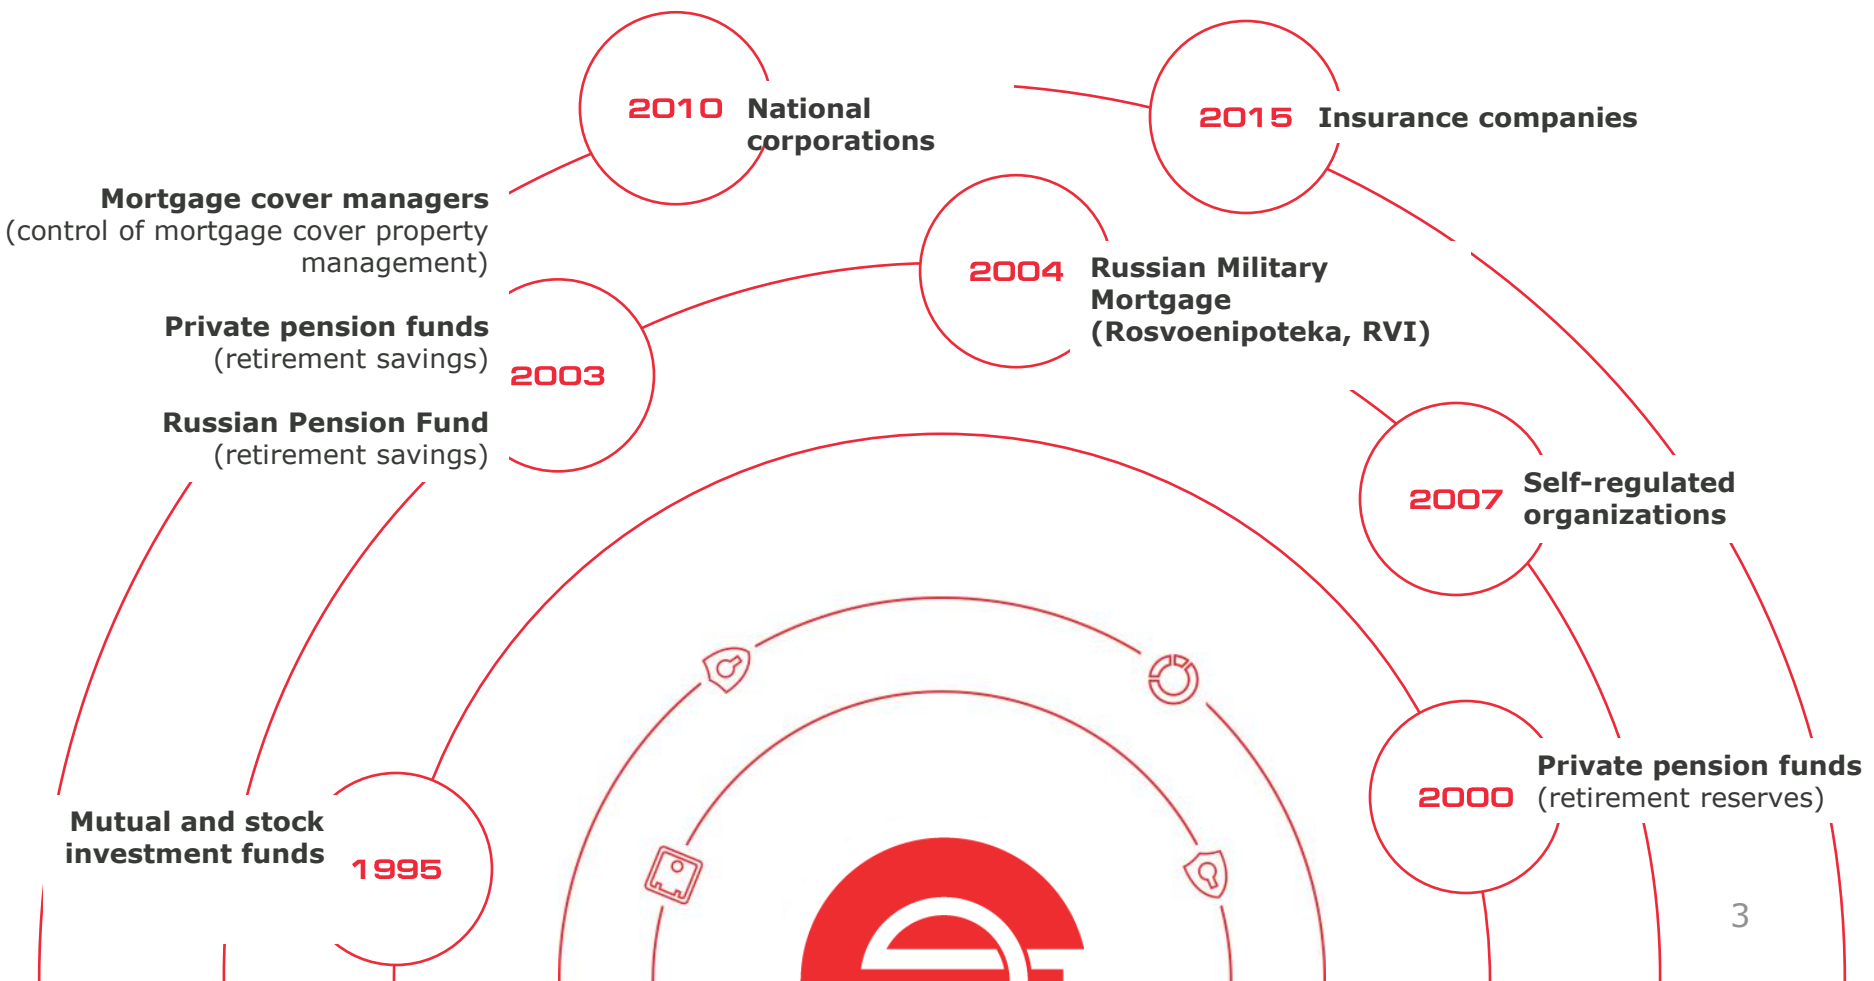 2010
National
corporations
2015
Insurance companies
Mortgage cover managers
(control of mortgage cover property
management)
Private pension funds
(retirement savings)
Russian Pension Fund
(retirement savings)
2003
2004
Russian Military
Mortgage
(Rosvoenipoteka, RVI)
2007
Self-regulated
organizations
Mutual and stock
investment funds
1995
2000
Private pension funds
(retirement reserves)
3